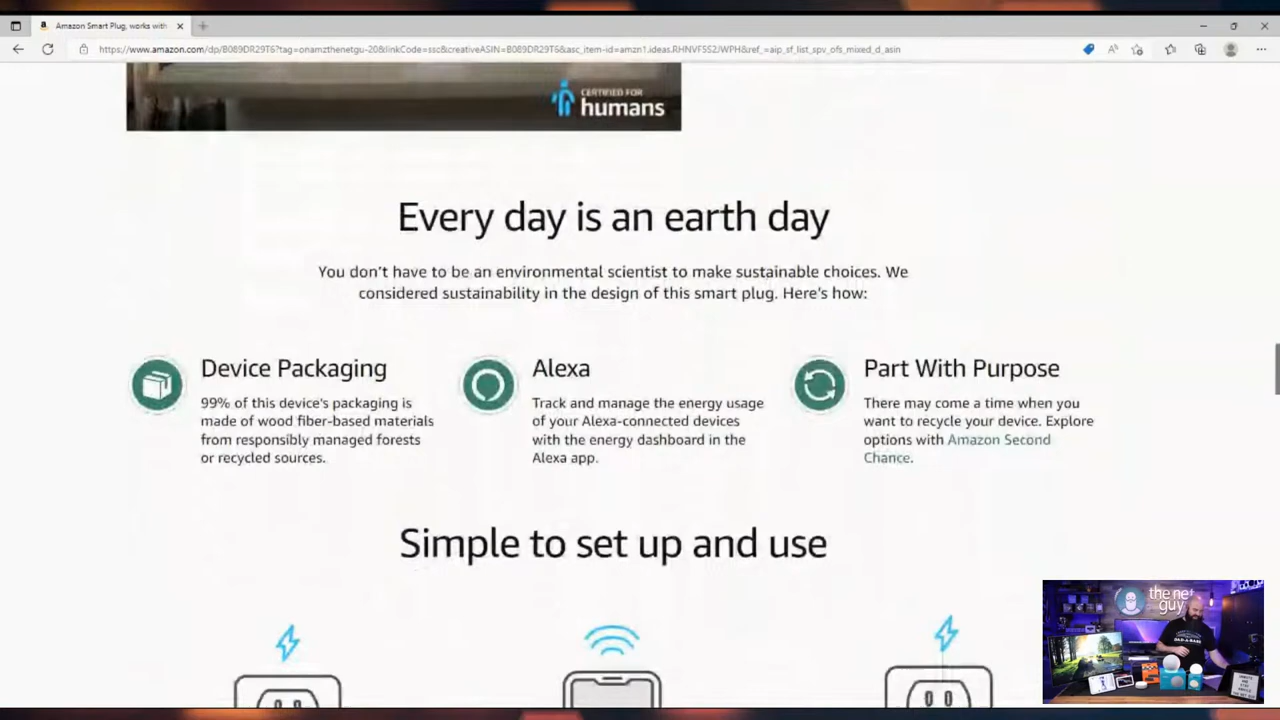 Amazon Smart Plug, works with
https://www.amazon.com/dp/B089DR29T6?tag=onamzthenetgu-20&linkCode=ssc&creativeASIN=B089DR29T6&asc_item-id=amzn1.ideas.RHNVF5S2JWPH&ref_=aip_sf_list_spv_ofs_mixed_d_asin
CERTIFIED FOR
humans
Every day is an earth day
You don't have to be an environmental scientist to make sustainable choices. We
considered sustainability in the design of this smart plug. Here's how:
Device Packaging
99% of this device's packaging is
made of wood fiber-based materials
from responsibly managed forests
or recycled sources.
Alexa
Track and manage the energy usage
of your Alexa-connected devices
with the energy dashboard in the
Alexa app.
Part With Purpose
There may come a time when you
want to recycle your device. Explore
options with Amazon Second
Chance.
Simple to set up and use
the net
guy